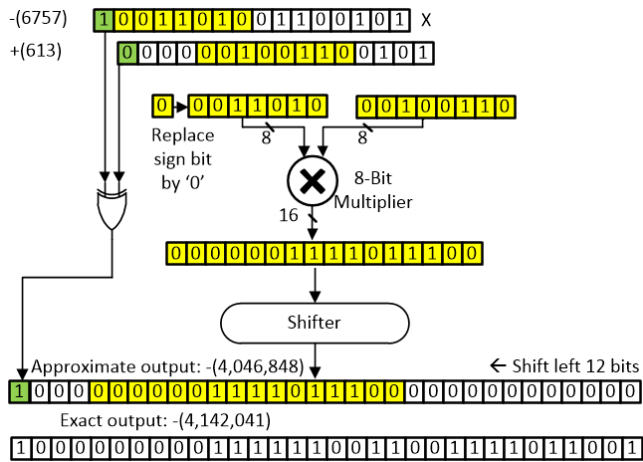 -(6757) 1 0 0 1 1 0 1 0 0 1 1 0 0 1 0 1 X
+(613) 0 0 0 0 0 0 1 0 0 1 1 0 0 1 0 1
0 0 0 1 1 0 1 0 0 0 1 0 0 1 1 0
Replace
sign bit
by ‘0’
8 8
8-Bit
Multiplier
16
0 0 0 0 0 0 1 1 1 1 0 1 1 1 0 0
Shifter
Approximate output: -(4,046,848) ← Shift left 12 bits
1 0 0 0 0 0 0 0 0 0 1 1 1 1 0 1 1 1 0 0 0 0 0 0 0 0 0 0 0 0 0 0
Exact output: -(4,142,041)
1 0 0 0 0 0 0 0 0 0 1 1 1 1 1 1 0 0 1 1 0 0 1 1 1 1 0 1 1 0 0 1